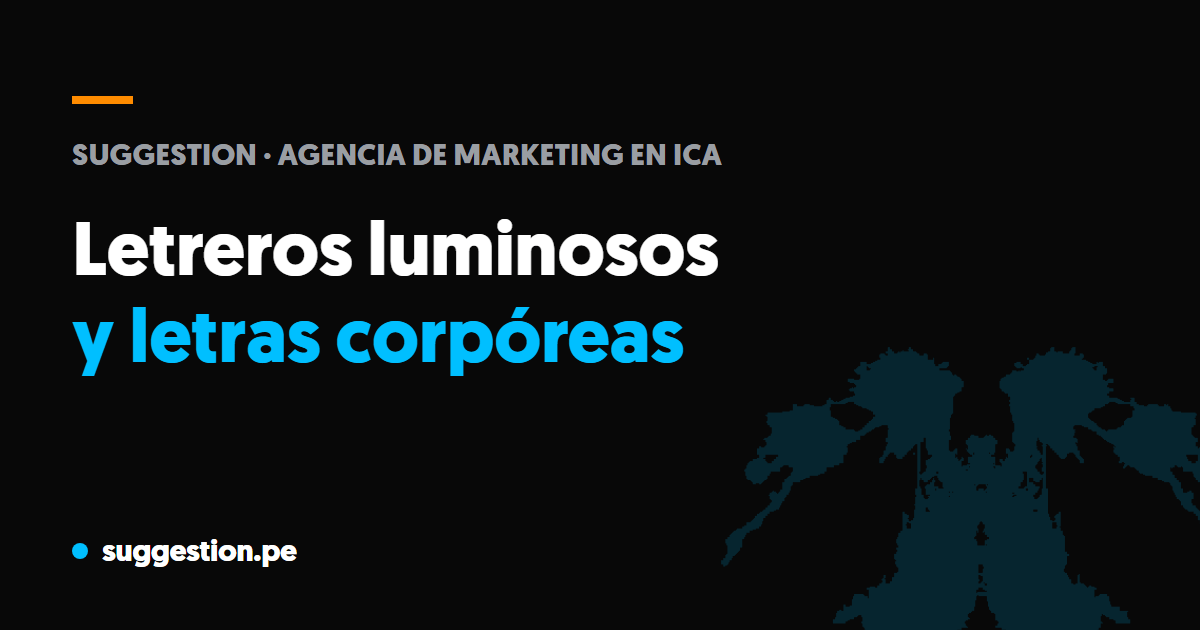 SUGGESTION · AGENCIA DE MARKETING EN ICA
Letreros luminosos
y letras corpóreas
suggestion.pe